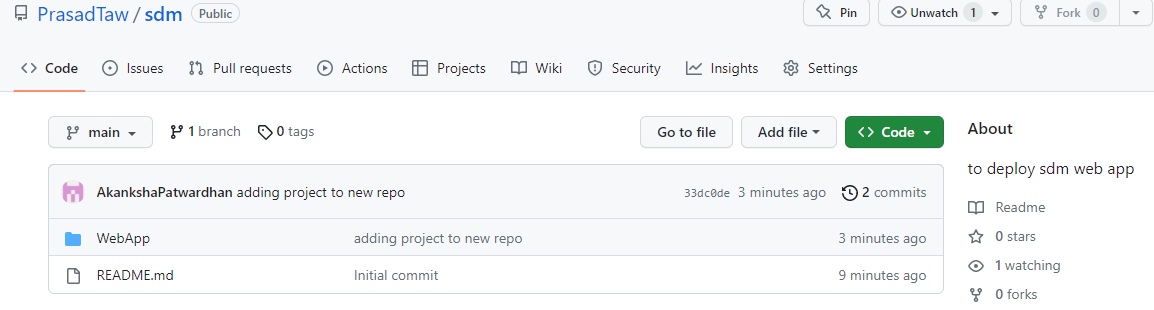 PrasadTaw / sdm Public
Pin Unwatch 1 Fork 0
Code Issues Pull requests Actions Projects Wiki Security Insights Settings
main 1 branch 0 tags Go to file Add file Code
About
to deploy sdm web app
AkankshaPatwardhan adding project to new repo 33dc0de 3 minutes ago 2 commits
Readme
WebApp adding project to new repo 3 minutes ago
0 stars
1 watching
README.md Initial commit 9 minutes ago
0 forks